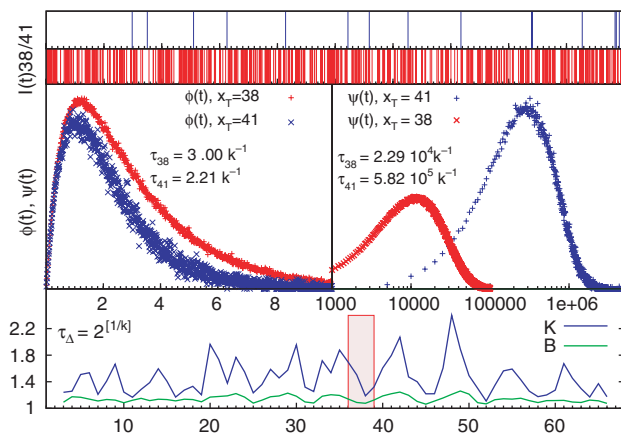 I(t)38/41
ϕ(t), x_T=38
ϕ(t), x_T=41
τ_38 = 3 .00 k^-1
τ_41 = 2.21 k^-1
ψ(t), x_T = 41
ψ(t), x_T = 38
τ_38 = 2.29 10^4 k^-1
τ_41 = 5.82 10^5 k^-1
ϕ(t), ψ(t)
2 4 6 8 10 1000 10000 100000 1e+06
τ_Δ = 2^[1/k]
K
B
2.2
1.8
1.4
1
10 20 30 40 50 60